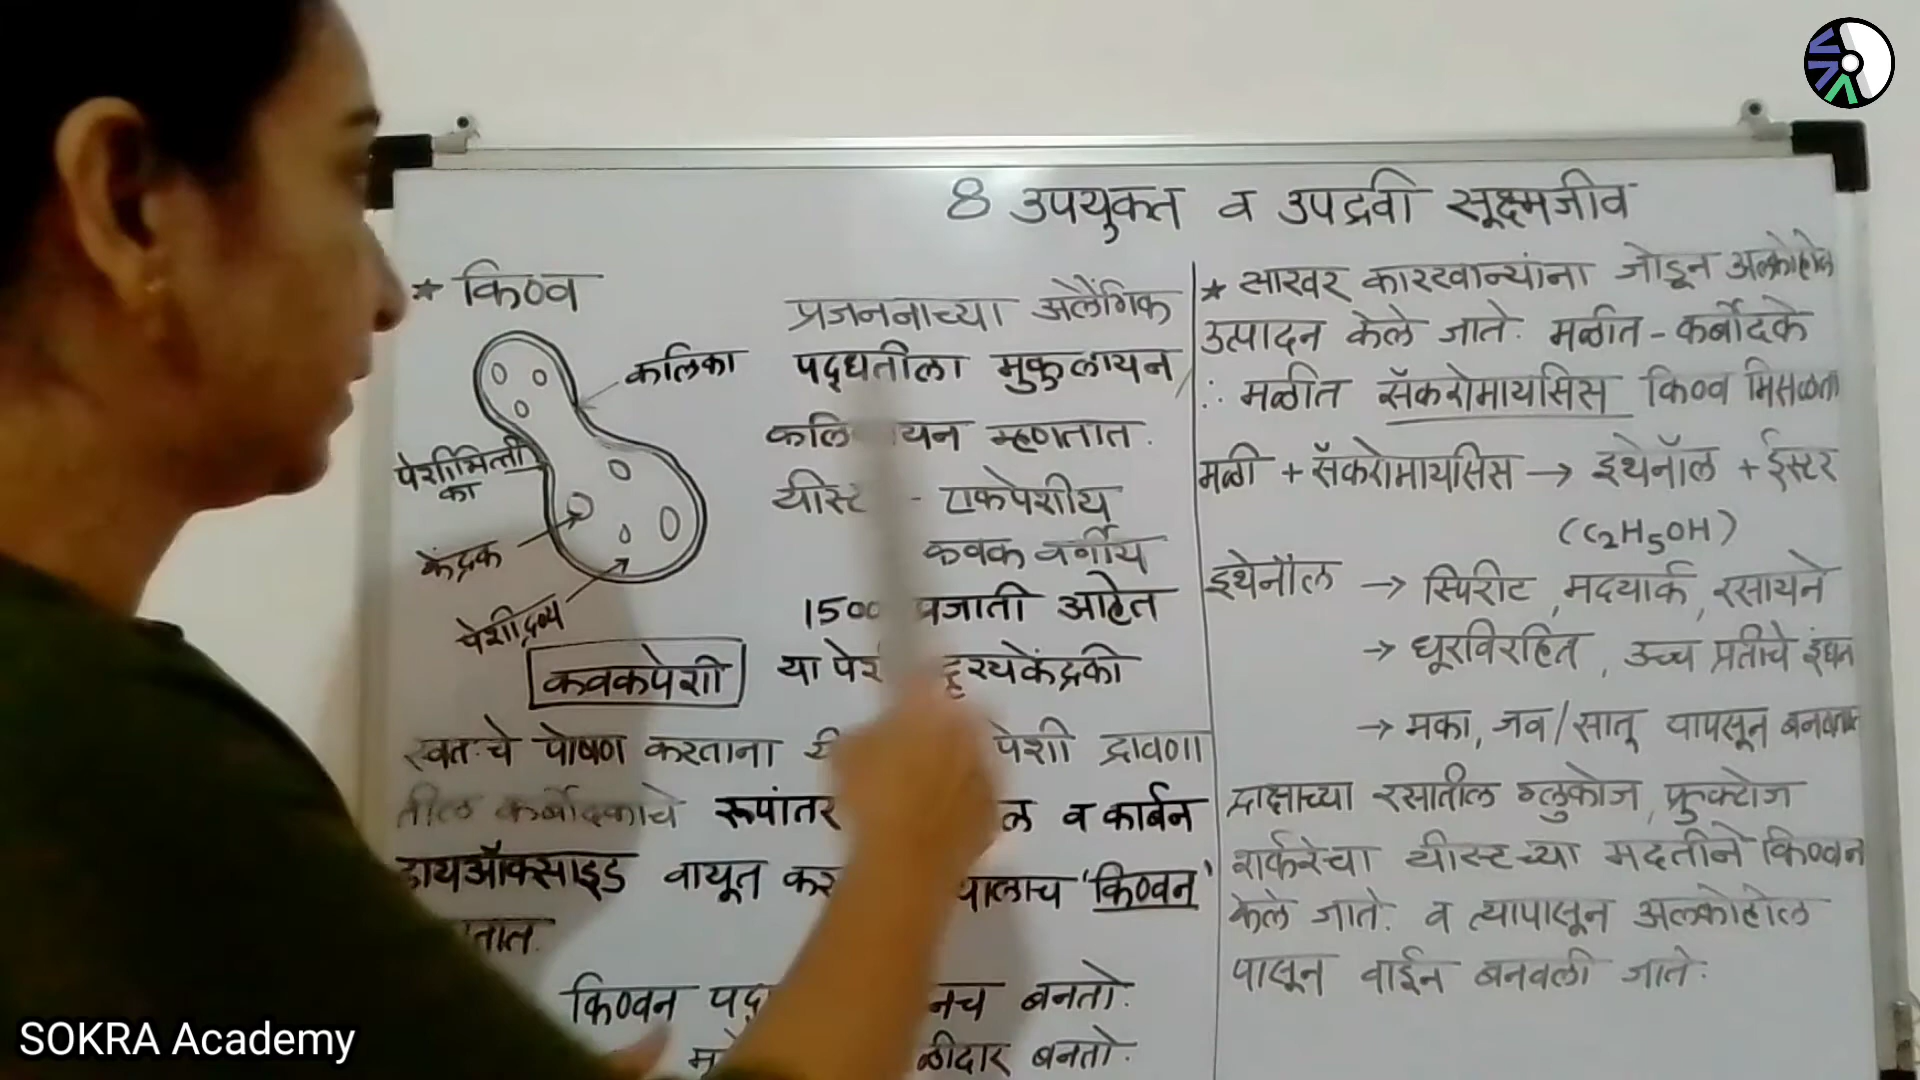 8 उपयुक्त व उपद्रवी सूक्ष्मजीव
★ किण्व
कलिका
पेशीभित्ती
का
केंद्रक
पेशीद्रव्य
कवकपेशी
प्रजननाच्या अलैंगिक
पद्धतीला मुकुलायन /
म्हणतात.
यीस्ट - एकपेशीय
कवक वर्गीय
1500 प्रजाती आहेत
या दृश्यकेंद्रकी
स्वतःचे पोषण करताना पेशी द्रावणा
तील कर्बोदकाचे रूपांतर व कार्बन
डायऑक्साइड वायूत 'किण्वन'
किण्वन बनतो.
बनतो.
★ साखर कारखान्यांना जोडून अल्कोहोल
उत्पादन केले जाते. मळीत - कर्बोदके
∴ मळीत सॅकरोमायसिस किण्व मिसळतात
मळी + सॅकरोमायसिस → इथेनॉल + ईस्टर
(C2H5OH)
इथेनॉल → स्पिरीट, मद्यार्क, रसायने
→ धूरविरहित, उच्च प्रतीचे इंधन
→ मका, जव/सातू यापसून बनवतात
द्राक्षाच्या रसातील ग्लुकोज, फ्रुक्टोज
शर्करेचा यीस्टच्या मदतीने किण्वन
केले जाते. व त्यापासून अल्कोहोल
पासून वाईन बनवली जाते.
SOKRA Academy